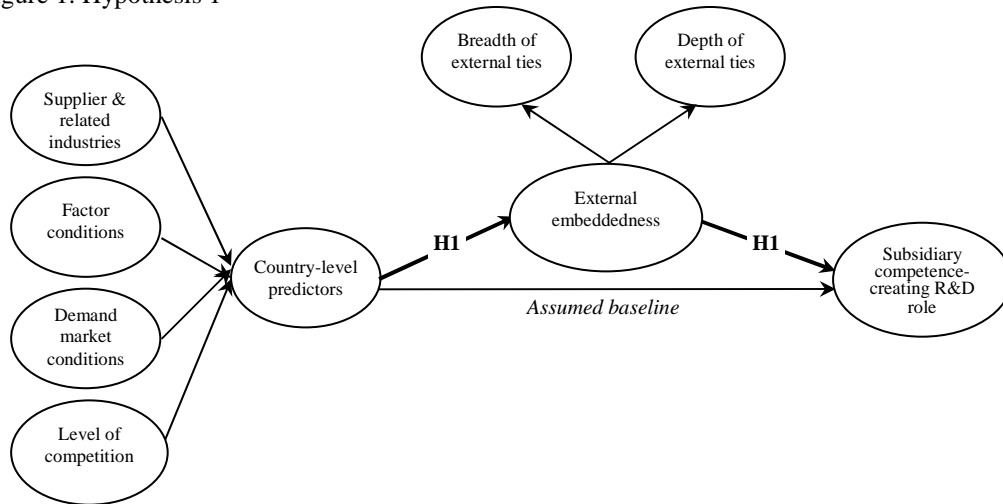 gure 1: Hypothesis 1
Breadth of
external ties
Depth of
external ties
Supplier &
related
industries
Factor
conditions
External
embeddedness
H1
H1
Country-level
predictors
Subsidiary
competence-
creating R&D
role
Assumed baseline
Demand
market
conditions
Level of
competition